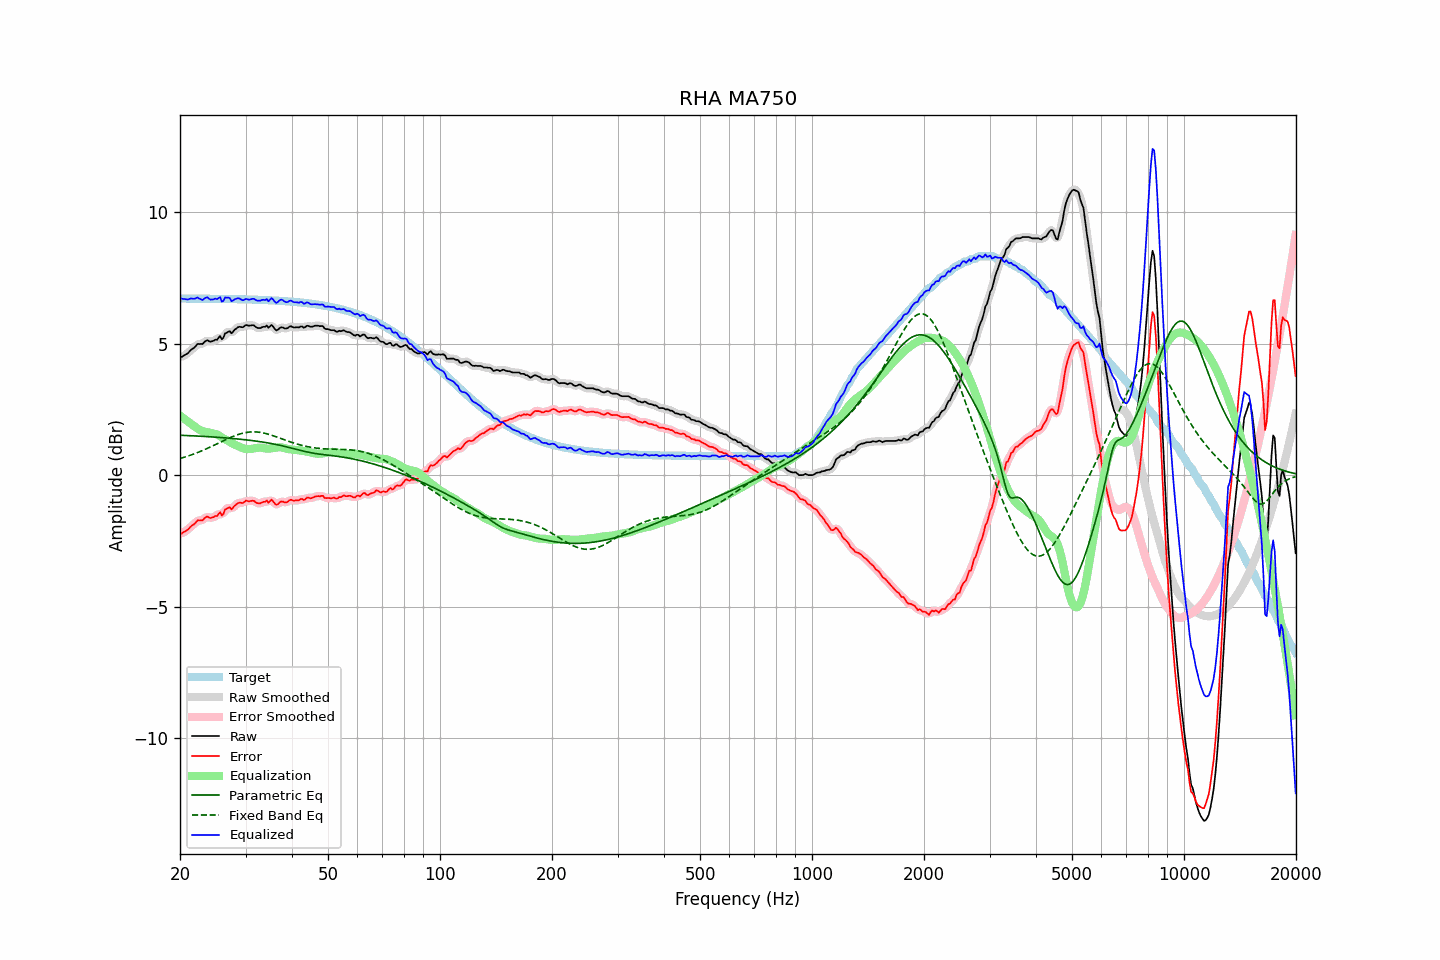 RHA MA750
Amplitude (dBr)
10
5
0
−5
−10
Target
Raw Smoothed
Error Smoothed
Raw
Error
Equalization
Parametric Eq
Fixed Band Eq
Equalized
20 50 100 200 500 1000 2000 5000 10000 20000
Frequency (Hz)